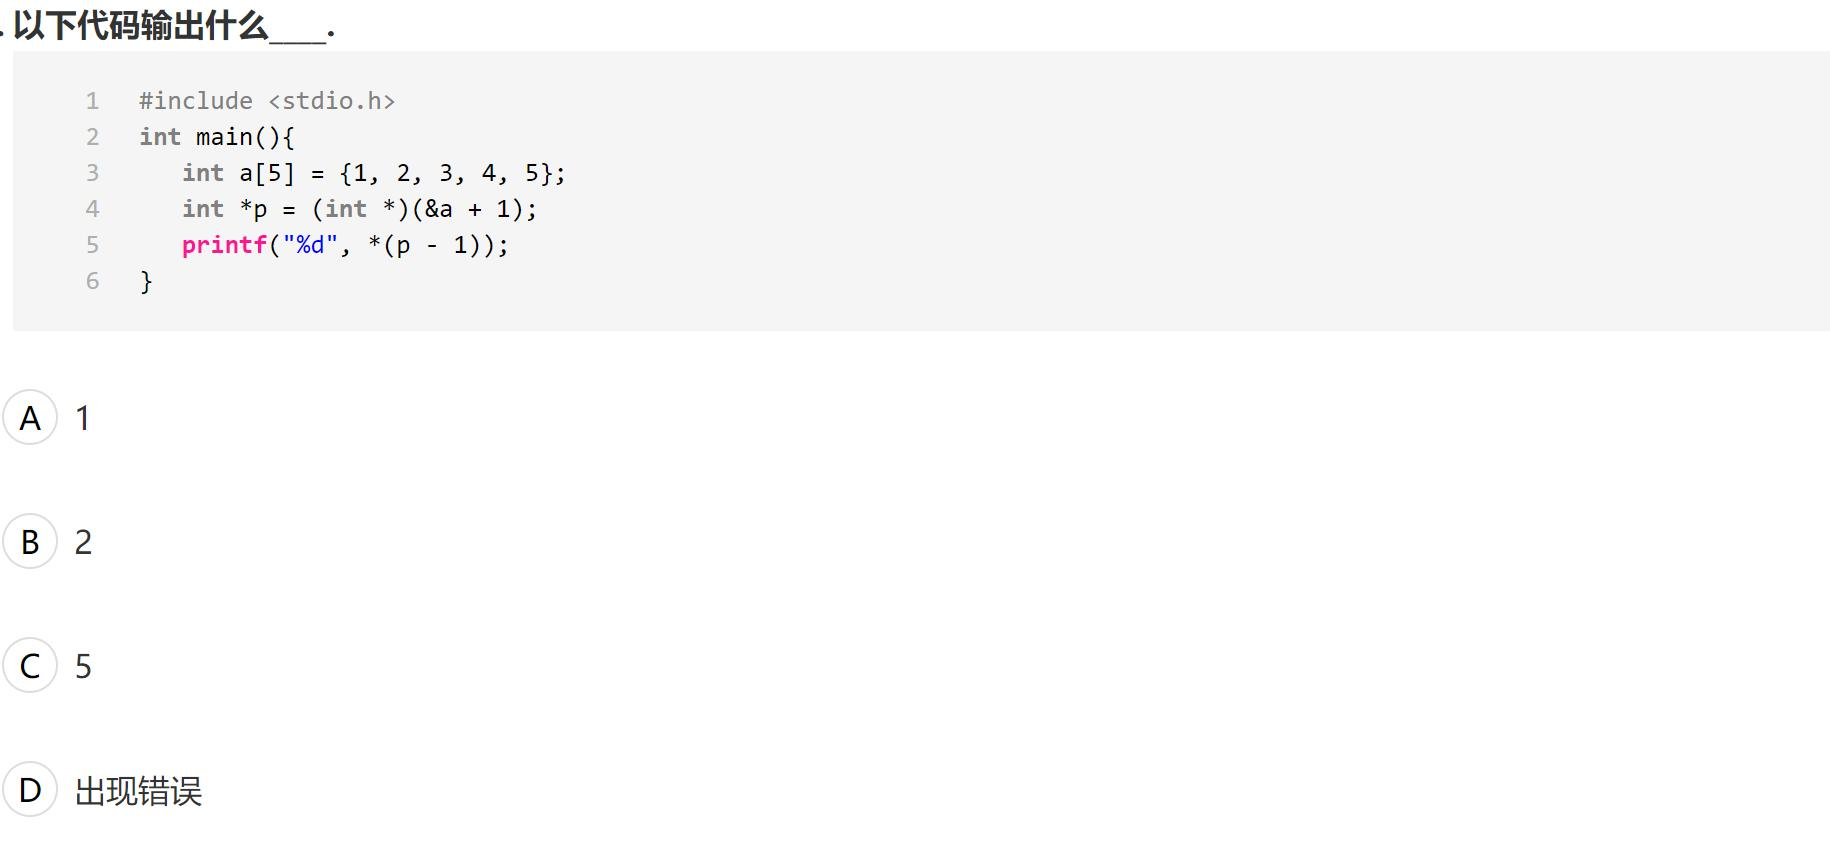 . 以下代码输出什么____.
1 #include <stdio.h>
2 int main(){
3    int a[5] = {1, 2, 3, 4, 5};
4    int *p = (int *)(&a + 1);
5    printf("%d", *(p - 1));
6 }
A 1
B 2
C 5
D 出现错误